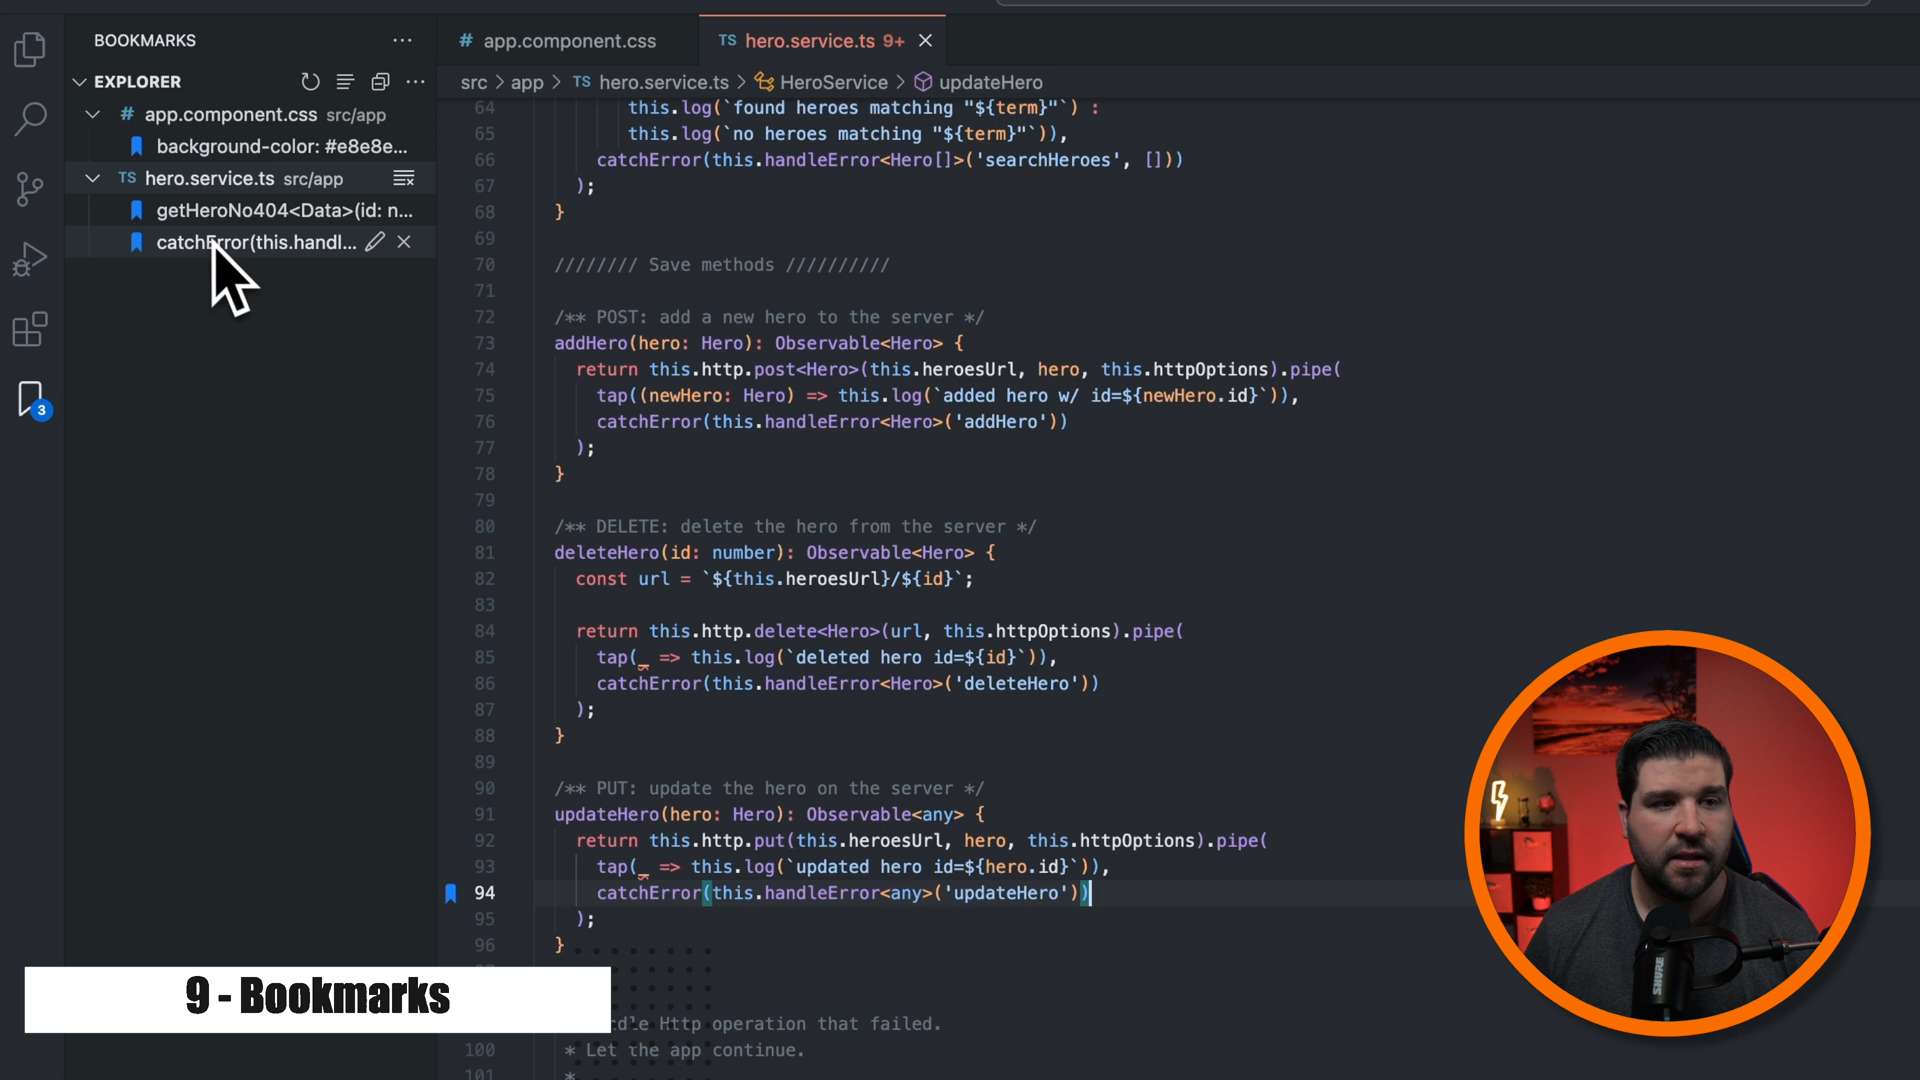 BOOKMARKS
EXPLORER
# app.component.css src/app
background-color: #e8e8e...
TS hero.service.ts src/app
getHeroNo404<Data>(id: n...
catchError(this.handl...
3
# app.component.css
TS hero.service.ts 9+
src > app > TS hero.service.ts > HeroService > updateHero
64 this.log(`found heroes matching "${term}"`) :
65 this.log(`no heroes matching "${term}"`)),
66 catchError(this.handleError<Hero[]>('searchHeroes', []))
67 );
68 }
69
70 //////// Save methods //////////
71
72 /** POST: add a new hero to the server */
73 addHero(hero: Hero): Observable<Hero> {
74 return this.http.post<Hero>(this.heroesUrl, hero, this.httpOptions).pipe(
75 tap((newHero: Hero) => this.log(`added hero w/ id=${newHero.id}`)),
76 catchError(this.handleError<Hero>('addHero'))
77 );
78 }
79
80 /** DELETE: delete the hero from the server */
81 deleteHero(id: number): Observable<Hero> {
82 const url = `${this.heroesUrl}/${id}`;
83
84 return this.http.delete<Hero>(url, this.httpOptions).pipe(
85 tap(_ => this.log(`deleted hero id=${id}`)),
86 catchError(this.handleError<Hero>('deleteHero'))
87 );
88 }
89
90 /** PUT: update the hero on the server */
91 updateHero(hero: Hero): Observable<any> {
92 return this.http.put(this.heroesUrl, hero, this.httpOptions).pipe(
93 tap(_ => this.log(`updated hero id=${hero.id}`)),
94 catchError(this.handleError<any>('updateHero'))
95 );
96 }
9 - Bookmarks
Http operation that failed.
100 * Let the app continue.
101 *
SHURE